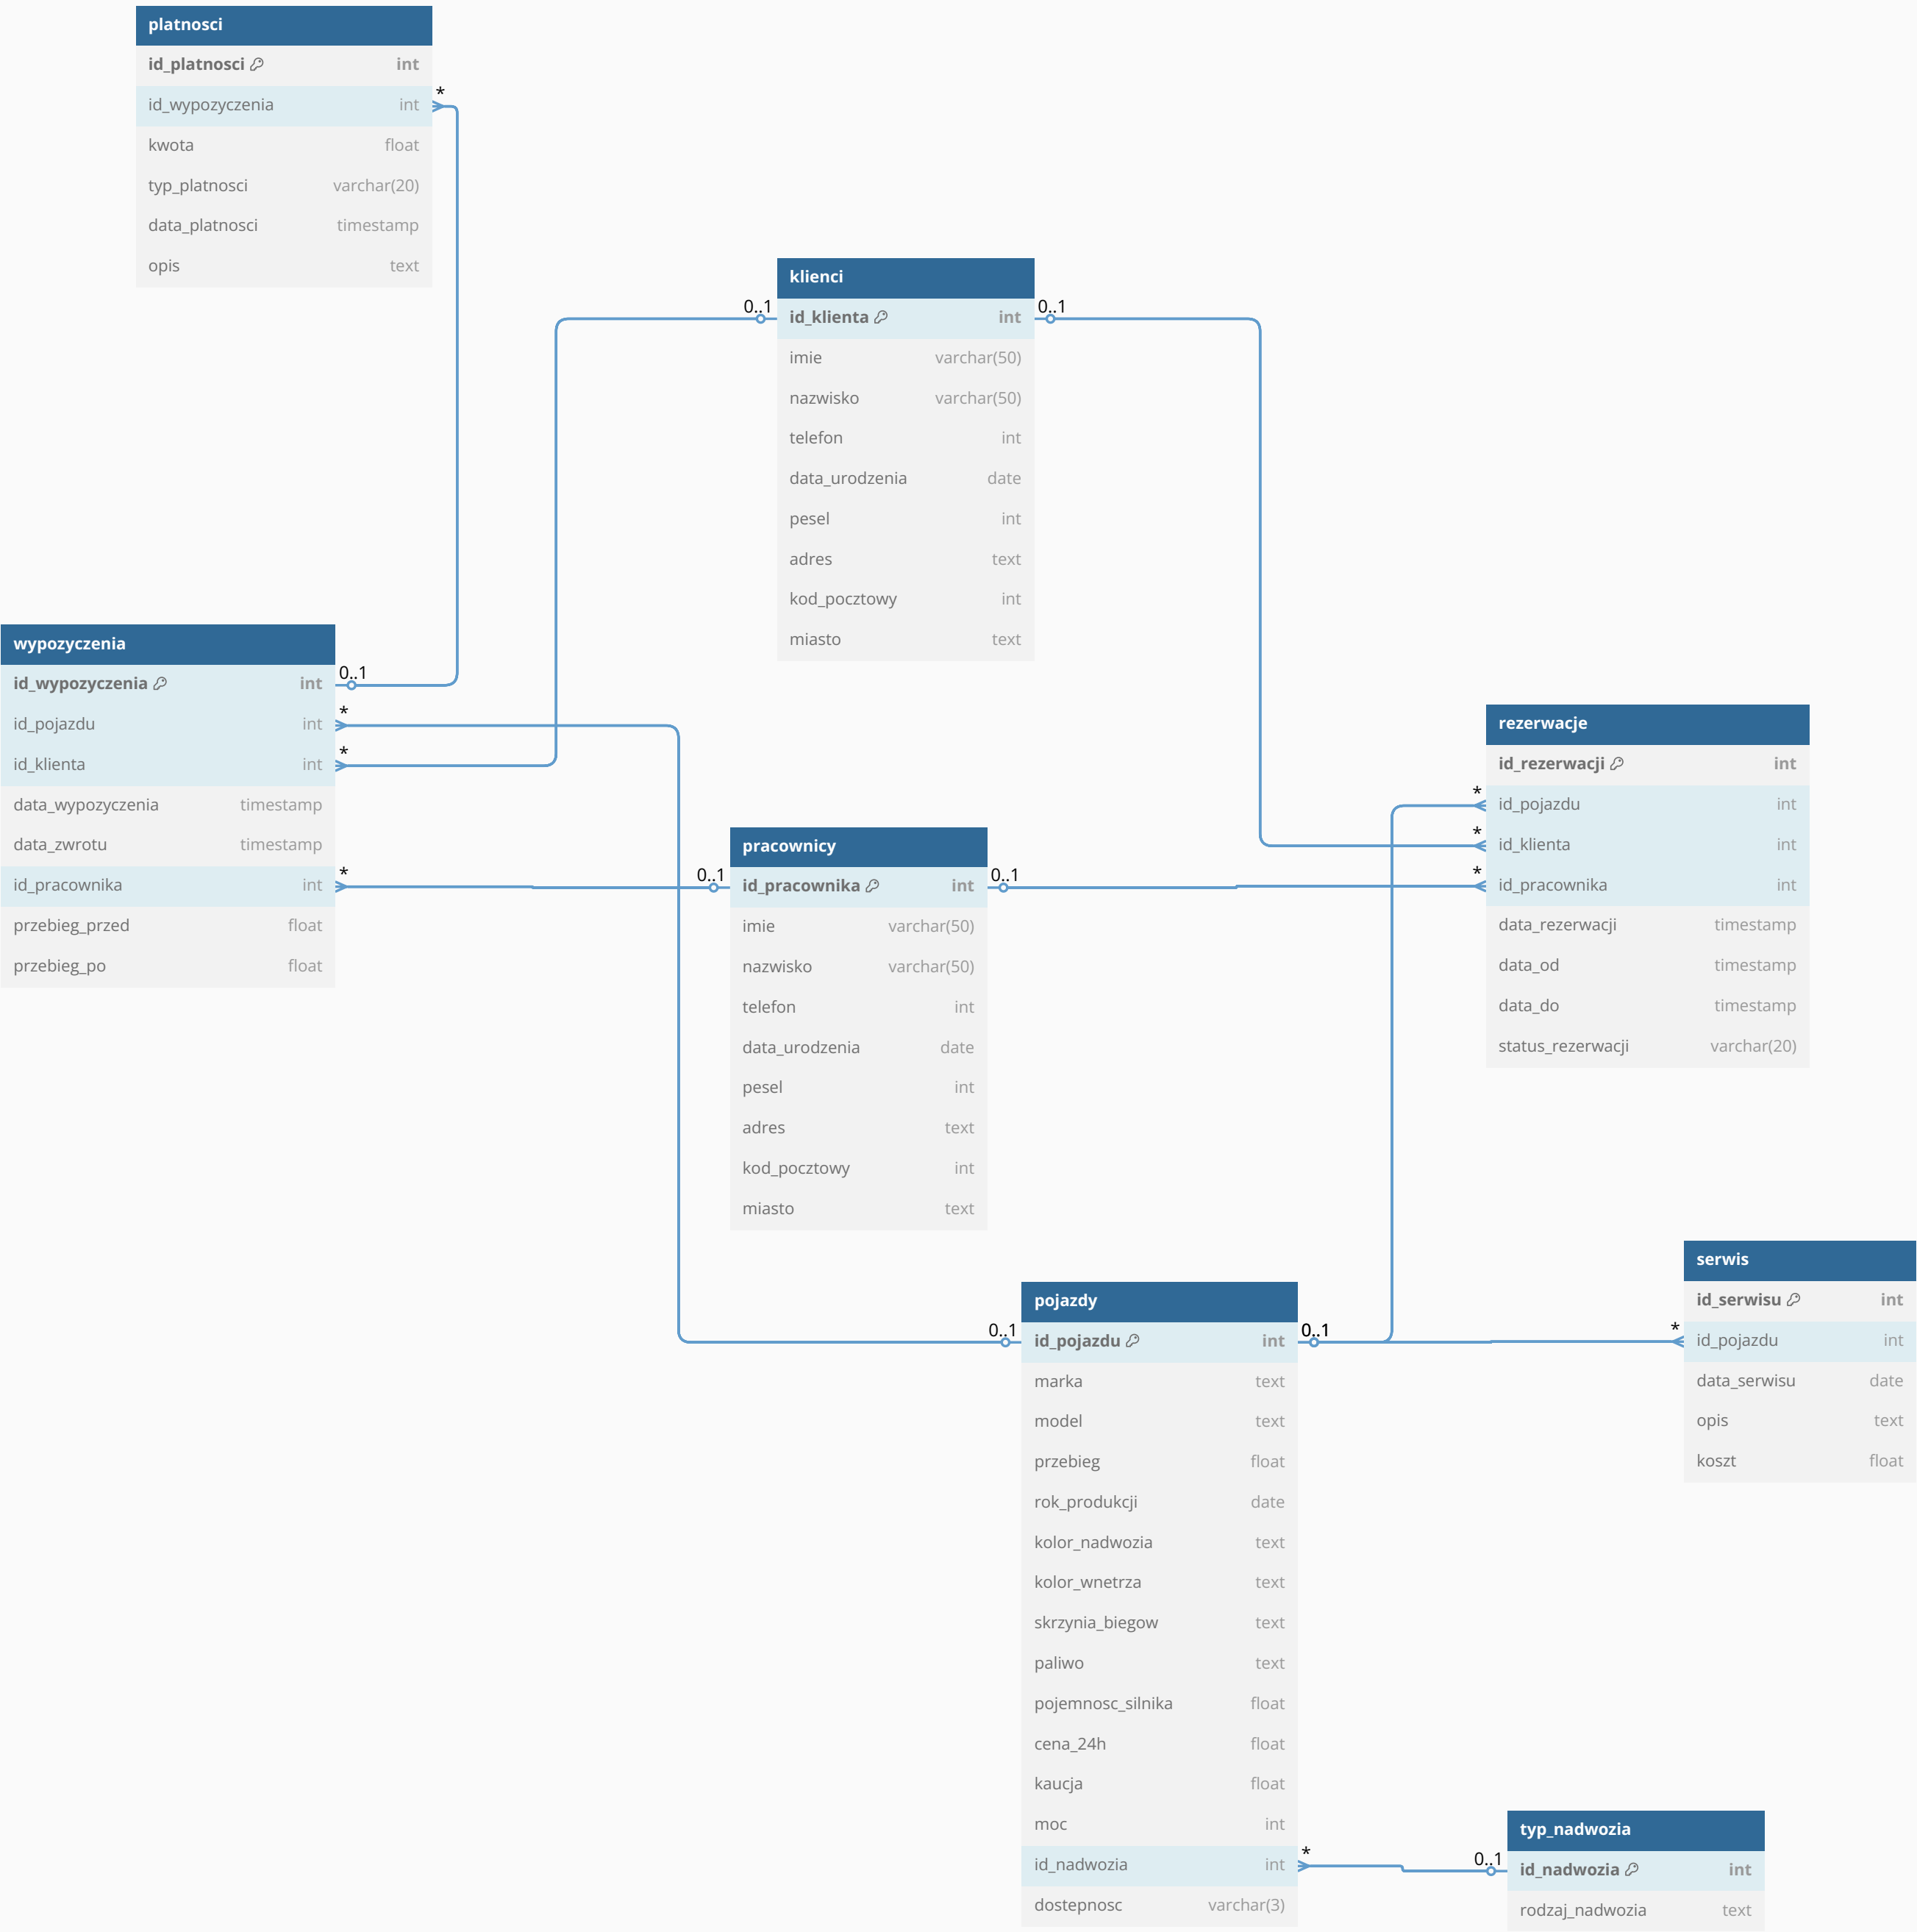 platnosci
id_platnosci int
id_wypozyczenia int
*
kwota float
typ_platnosci varchar(20)
data_platnosci timestamp
opis text
klienci
0..1
id_klienta int
0..1
imie varchar(50)
nazwisko varchar(50)
telefon int
data_urodzenia date
pesel int
adres text
kod_pocztowy int
miasto text
wypozyczenia
id_wypozyczenia int
0..1
id_pojazdu int
*
id_klienta int
*
data_wypozyczenia timestamp
data_zwrotu timestamp
id_pracownika int
*
przebieg_przed float
przebieg_po float
pracownicy
0..1
id_pracownika int
0..1
imie varchar(50)
nazwisko varchar(50)
telefon int
data_urodzenia date
pesel int
adres text
kod_pocztowy int
miasto text
rezerwacje
id_rezerwacji int
*
id_pojazdu int
*
id_klienta int
*
id_pracownika int
data_rezerwacji timestamp
data_od timestamp
data_do timestamp
status_rezerwacji varchar(20)
serwis
id_serwisu int
*
id_pojazdu int
data_serwisu date
opis text
koszt float
pojazdy
0..1
id_pojazdu int
0..1
marka text
model text
przebieg float
rok_produkcji date
kolor_nadwozia text
kolor_wnetrza text
skrzynia_biegow text
paliwo text
pojemnosc_silnika float
cena_24h float
kaucja float
moc int
id_nadwozia int
*
dostepnosc varchar(3)
typ_nadwozia
0..1
id_nadwozia int
rodzaj_nadwozia text